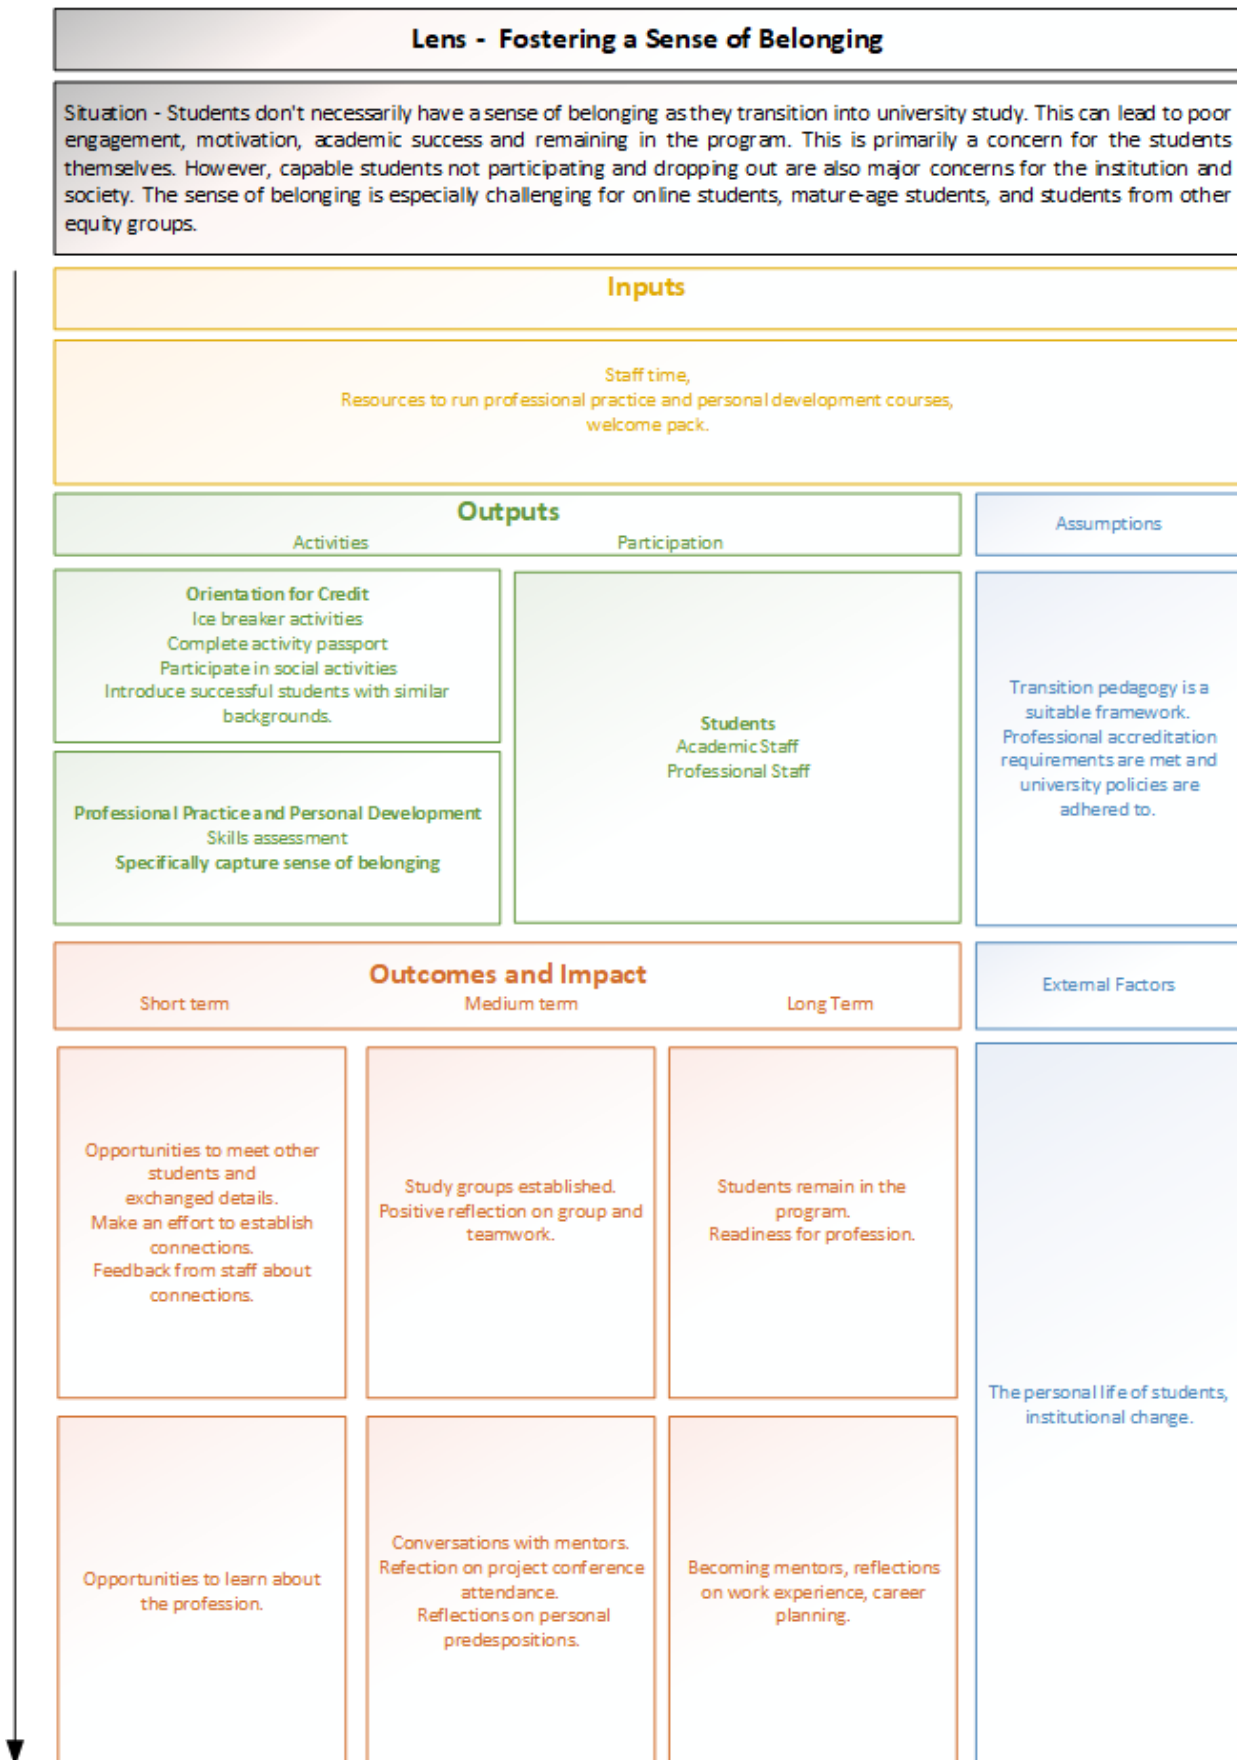 Lens - Fostering a Sense of Belonging
Situation - Students don't necessarily have a sense of belonging as they transition into university study. This can lead to poor
engagement, motivation, academic success and remaining in the program. This is primarily a concern for the students
themselves. However, capable students not participating and dropping out are also major concerns for the institution and
society. The sense of belonging is especially challenging for online students, mature-age students, and students from other
equity groups.
Inputs
Staff time,
Resources to run professional practice and personal development courses,
welcome pack.
Outputs
Activities Participation
Assumptions
Orientation for Credit
Ice breaker activities
Complete activity passport
Participate in social activities
Introduce successful students with similar
backgrounds.
Professional Practice and Personal Development
Skills assessment
Specifically capture sense of belonging
Students
Academic Staff
Professional Staff
Transition pedagogy is a
suitable framework.
Professional accreditation
requirements are met and
university policies are
adhered to.
Outcomes and Impact
Short term Medium term Long Term
External Factors
Opportunities to meet other
students and
exchanged details.
Make an effort to establish
connections.
Feedback from staff about
connections.
Study groups established.
Positive reflection on group and
teamwork.
Students remain in the
program.
Readiness for profession.
The personal life of students,
institutional change.
Opportunities to learn about
the profession.
Conversations with mentors.
Refection on project conference
attendance.
Reflections on personal
predespositions.
Becoming mentors, reflections
on work experience, career
planning.